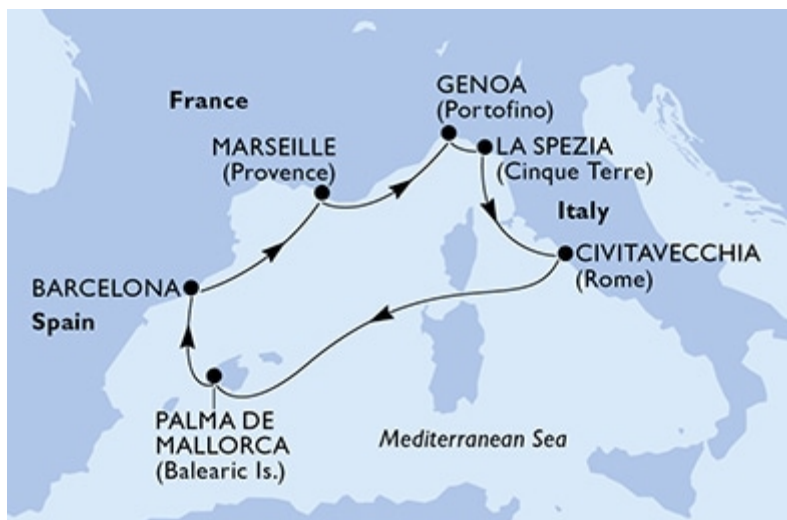 GENOA
(Portofino)
France
MARSEILLE
(Provence)
LA SPEZIA
(Cinque Terre)
Italy
CIVITAVECCHIA
(Rome)
BARCELONA
Spain
PALMA DE
MALLORCA
(Balearic Is.)
Mediterranean Sea